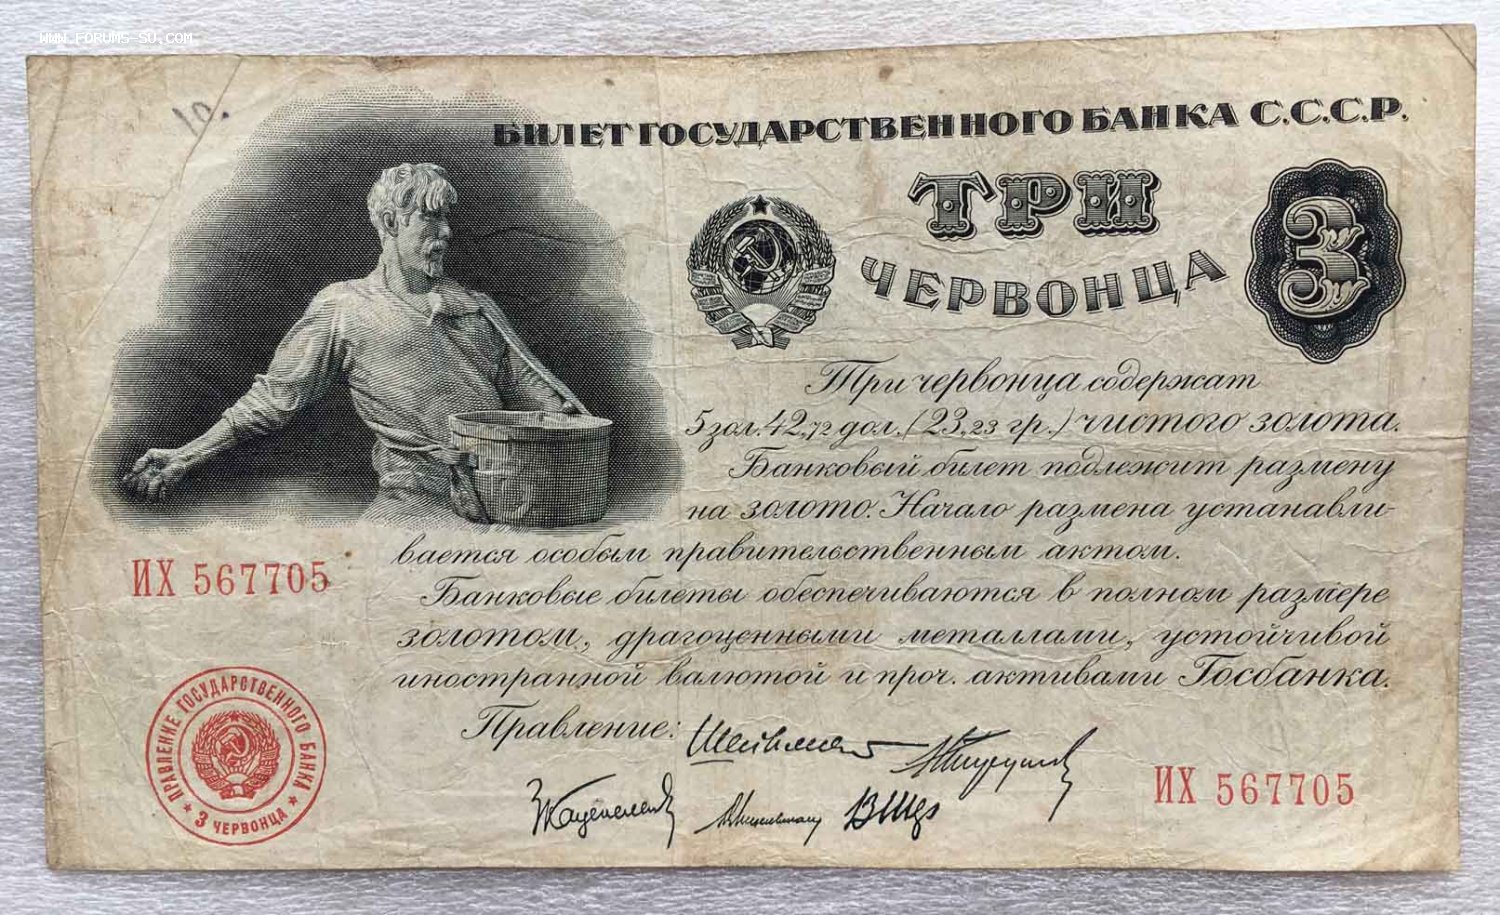 WWW.FORUMS-SU.COM
10.
БИЛЕТ ГОСУДАРСТВЕННОГО БАНКА С.С.С.Р.
ТРИ
ЧЕРВОНЦА
3
Три червонца содержат
5 зол. 42,72 дол. (23,23 гр.) чистого золота.
Банковый билет подлежит размену
на золото. Начало размена устанавли-
вается особым правительственным актом.
ИХ 567705
Банковые билеты обеспечиваются в полном размере
золотом, драгоценными металлами, устойчивой
иностранной валютой и проч. активами Госбанка.
Правление:
ПРАВЛЕНИЕ ГОСУДАРСТВЕННОГО БАНКА
3 ЧЕРВОНЦА
ИХ 567705